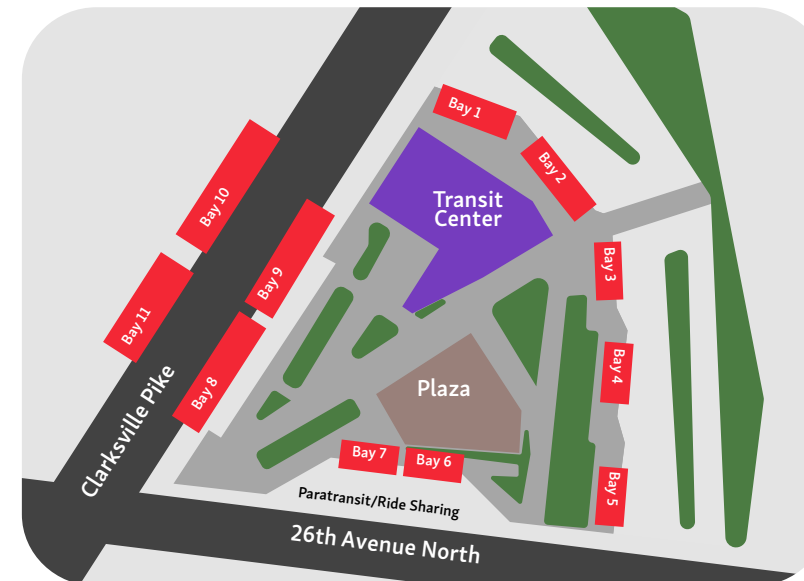 Bay 1
Bay 2
Bay 10
Transit
Center
Bay 3
Bay 9
Bay 11
Bay 4
Bay 8
Plaza
Clarksville Pike
Bay 7
Bay 6
Bay 5
Paratransit/Ride Sharing
26th Avenue North